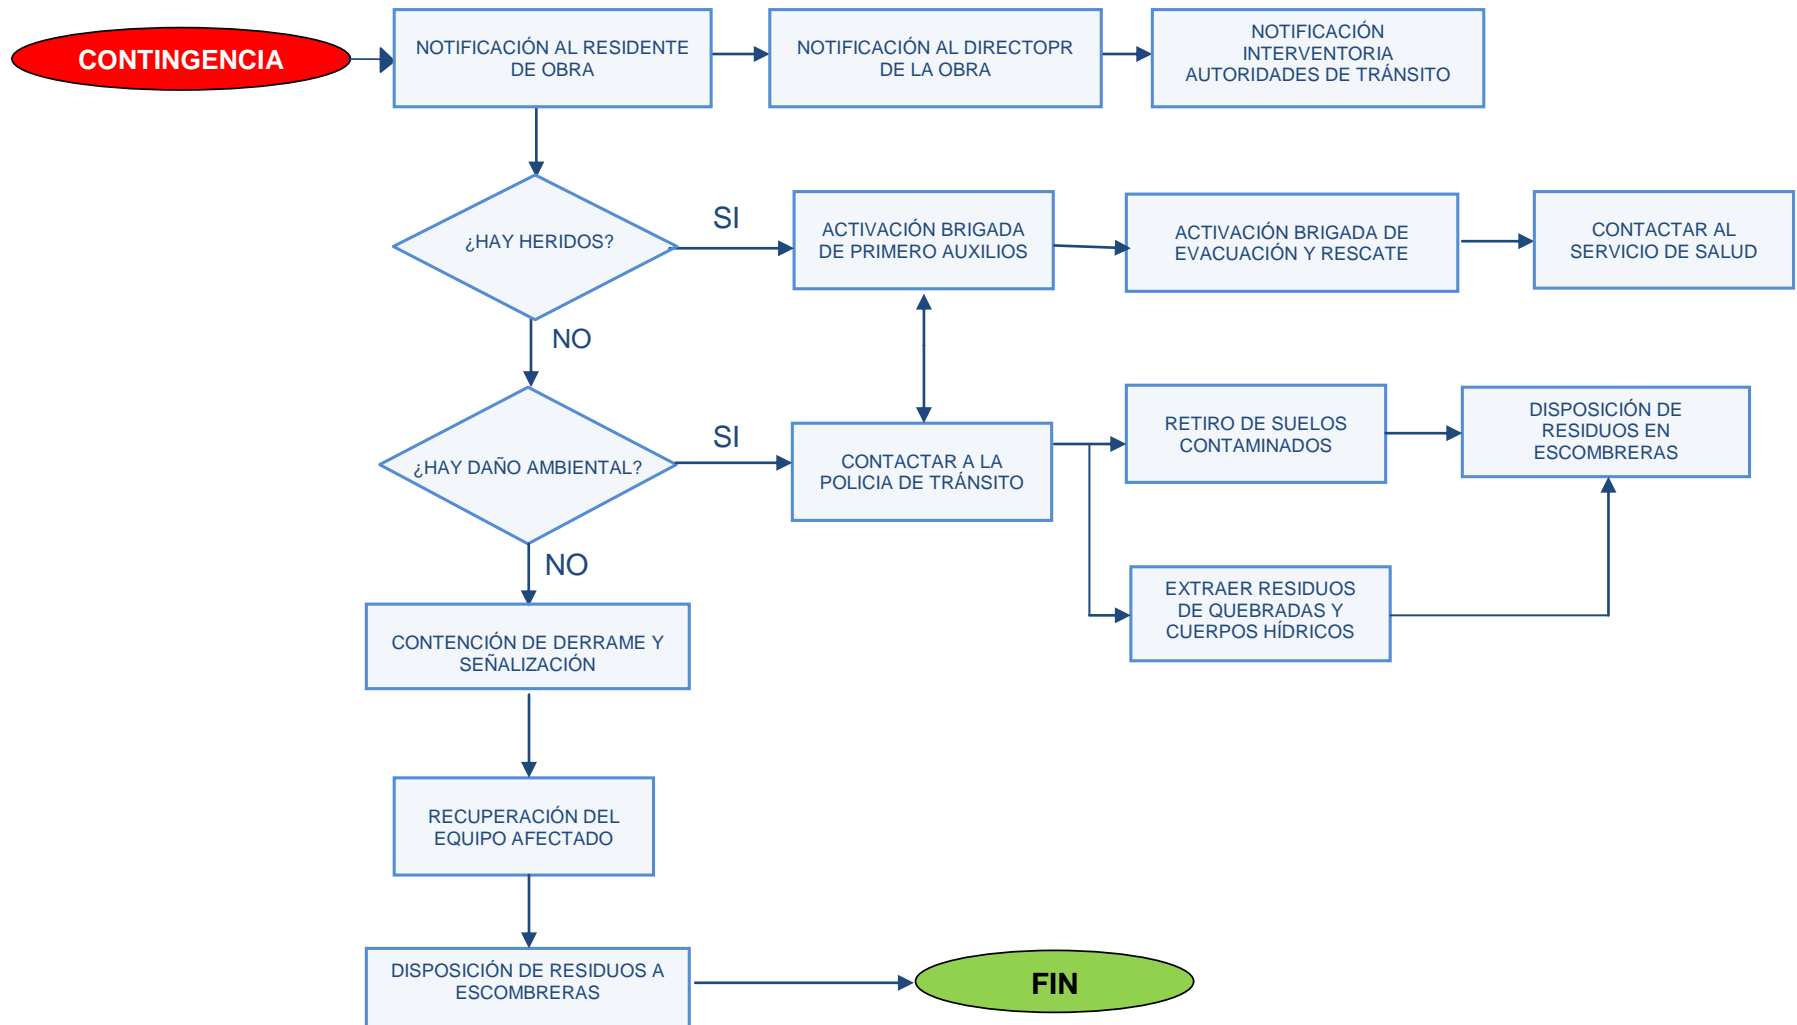 CONTINGENCIA
NOTIFICACIÓN AL RESIDENTE
DE OBRA
NOTIFICACIÓN AL DIRECTOPR
DE LA OBRA
NOTIFICACIÓN
INTERVENTORIA
AUTORIDADES DE TRÁNSITO
¿HAY HERIDOS?
SI
ACTIVACIÓN BRIGADA
DE PRIMERO AUXILIOS
ACTIVACIÓN BRIGADA DE
EVACUACIÓN Y RESCATE
CONTACTAR AL
SERVICIO DE SALUD
NO
¿HAY DAÑO AMBIENTAL?
SI
CONTACTAR A LA
POLICIA DE TRÁNSITO
RETIRO DE SUELOS
CONTAMINADOS
DISPOSICIÓN DE
RESIDUOS EN
ESCOMBRERAS
NO
EXTRAER RESIDUOS
DE QUEBRADAS Y
CUERPOS HÍDRICOS
CONTENCIÓN DE DERRAME Y
SEÑALIZACIÓN
RECUPERACIÓN DEL
EQUIPO AFECTADO
DISPOSICIÓN DE RESIDUOS A
ESCOMBRERAS
FIN